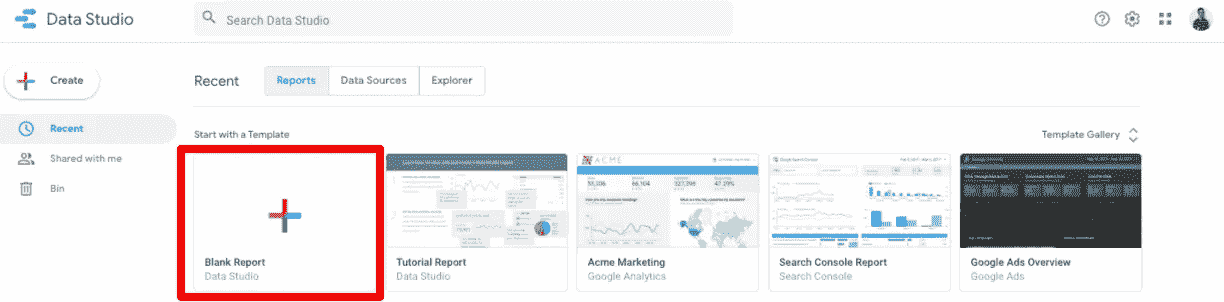 Data Studio
Search Data Studio
Create
Recent
Reports
Data Sources
Explorer
Recent
Shared with me
Bin
Start with a Template
Template Gallery
Blank Report
Data Studio
Tutorial Report
Data Studio
ACME
Acme Marketing
Google Analytics
Search Console Report
Search Console
Google Ads Overview
Google Ads